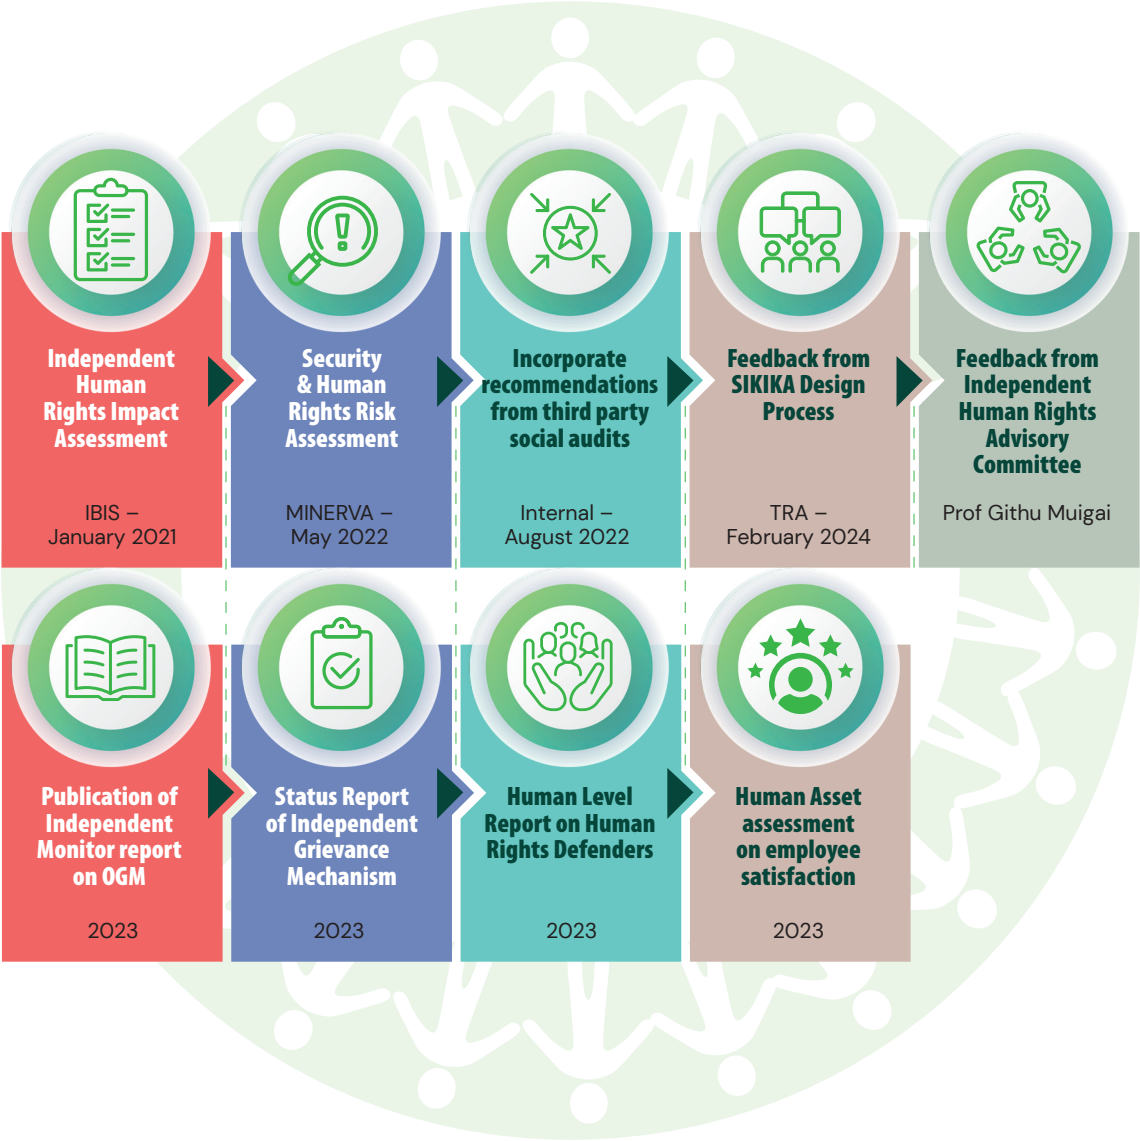 Independent
Human
Rights Impact
Assessment
IBIS –
January 2021
Security
& Human
Rights Risk
Assessment
MINERVA –
May 2022
Incorporate
recommendations
from third party
social audits
Internal –
August 2022
Feedback from
SIKIKA Design
Process
TRA –
February 2024
Feedback from
Independent
Human Rights
Advisory
Committee
Prof Githu Muigai
Publication of
Independent
Monitor report
on OGM
2023
Status Report
of Independent
Grievance
Mechanism
2023
Human Level
Report on Human
Rights Defenders
2023
Human Asset
assessment
on employee
satisfaction
2023